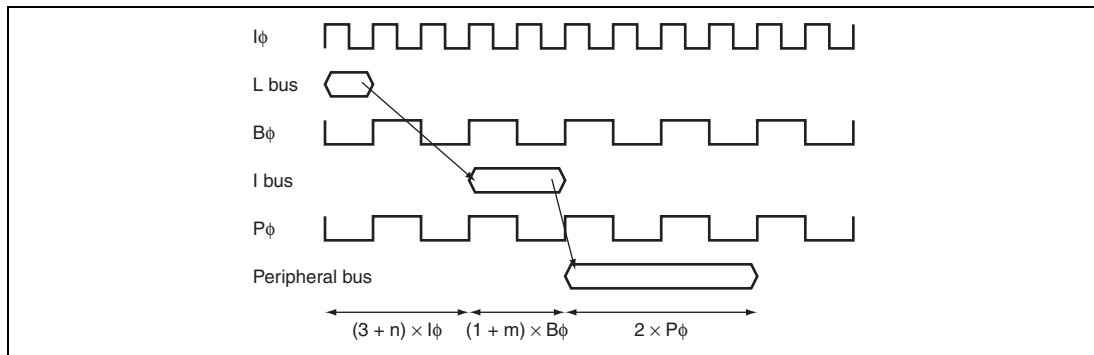 Iϕ
L bus
Bϕ
I bus
Pϕ
Peripheral bus
(3 + n) × Iϕ (1 + m) × Bϕ 2 × Pϕ